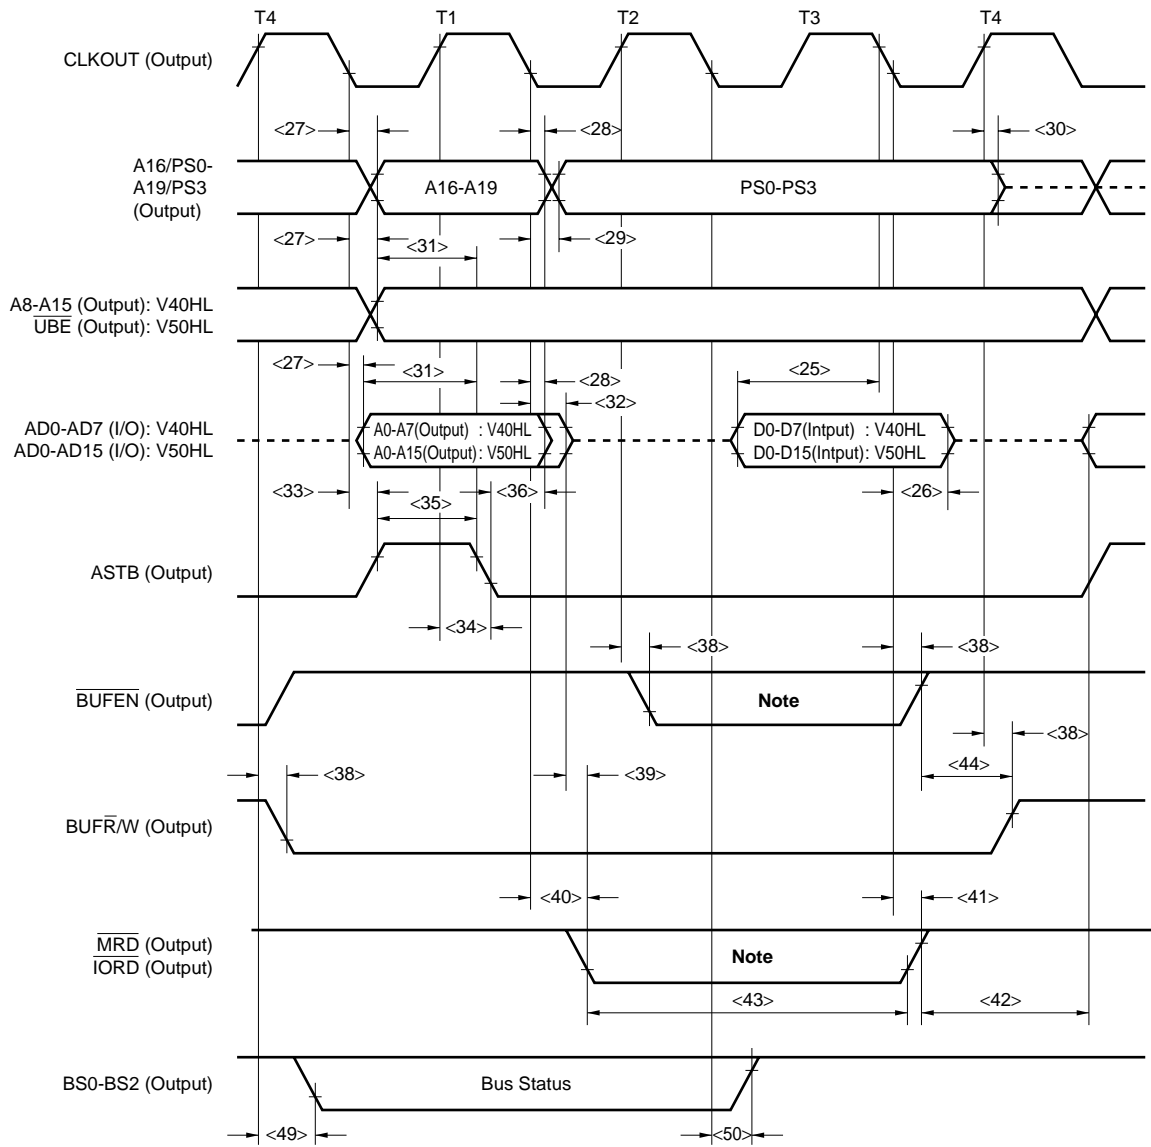 T4 T1 T2 T3 T4
CLKOUT (Output)
<27> <28> <30>
A16/PS0-
A19/PS3
(Output)
A16-A19 PS0-PS3
<27> <31> <29>
A8-A15 (Output): V40HL
UBE (Output): V50HL
<27> <31> <28> <25>
<32>
AD0-AD7 (I/O): V40HL
AD0-AD15 (I/O): V50HL
A0-A7(Output) : V40HL
A0-A15(Output): V50HL
D0-D7(Intput) : V40HL
D0-D15(Intput): V50HL
<33> <35> <36> <26>
ASTB (Output)
<34>
<38> <38>
BUFEN (Output)
Note
<38>
<44>
<38> <39>
BUFR/W (Output)
<40> <41>
MRD (Output)
IORD (Output)
Note
<43> <42>
BS0-BS2 (Output)
Bus Status
<49> <50>